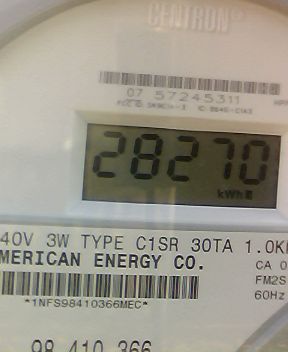 CENTRON®
07 57245311
28270
kWh
40V 3W TYPE C1SR 30TA 1.0K
MERICAN ENERGY CO.
CA 0
FM2S
60Hz
*1NFS98410366MEC*
98 410 366